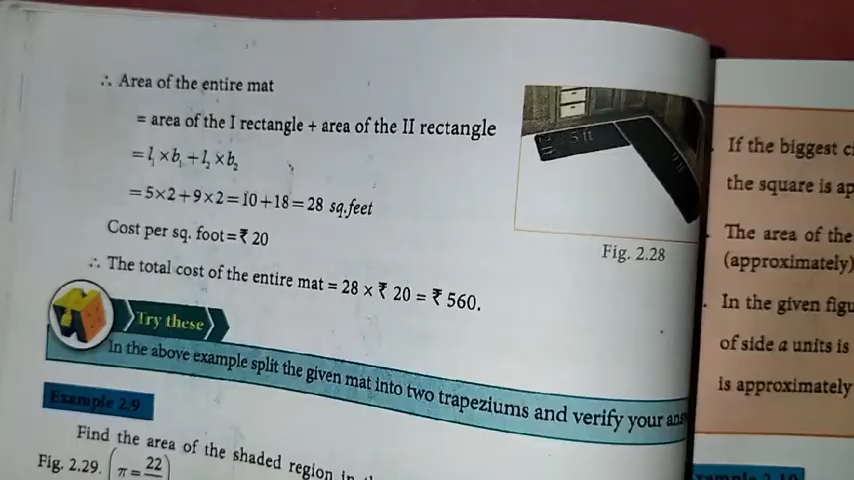 ∴ Area of the entire mat
= area of the I rectangle + area of the II rectangle
= l₁ × b₁ + l₂ × b₂
= 5×2+9×2=10+18=28 sq.feet
Cost per sq. foot=₹ 20
∴ The total cost of the entire mat = 28 × ₹ 20 = ₹ 560.
5 ft
Fig. 2.28
Try these
In the above example split the given mat into two trapeziums and verify your
Example 2.9
Find the area of the shaded region in
Fig. 2.29. (π = 22
If the biggest
the square is
The area of the
(approximately)
In the given
of side a units is
is approximately